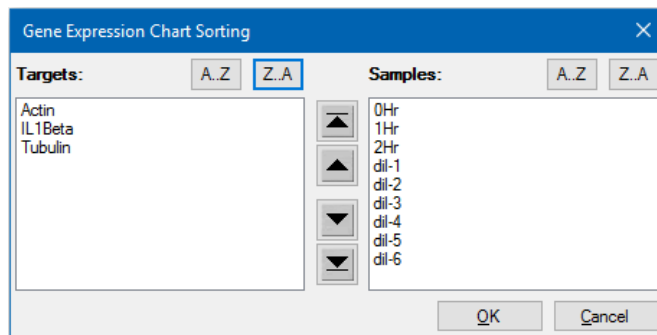 Gene Expression Chart Sorting
Targets: A..Z Z..A Samples: A..Z Z..A
Actin
IL1Beta
Tubulin
0Hr
1Hr
2Hr
dil-1
dil-2
dil-3
dil-4
dil-5
dil-6
OK Cancel